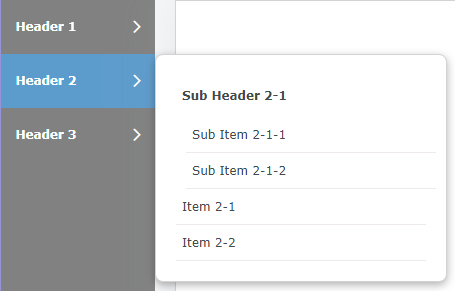 Header 1
Header 2
Header 3
Sub Header 2-1
Sub Item 2-1-1
Sub Item 2-1-2
Item 2-1
Item 2-2